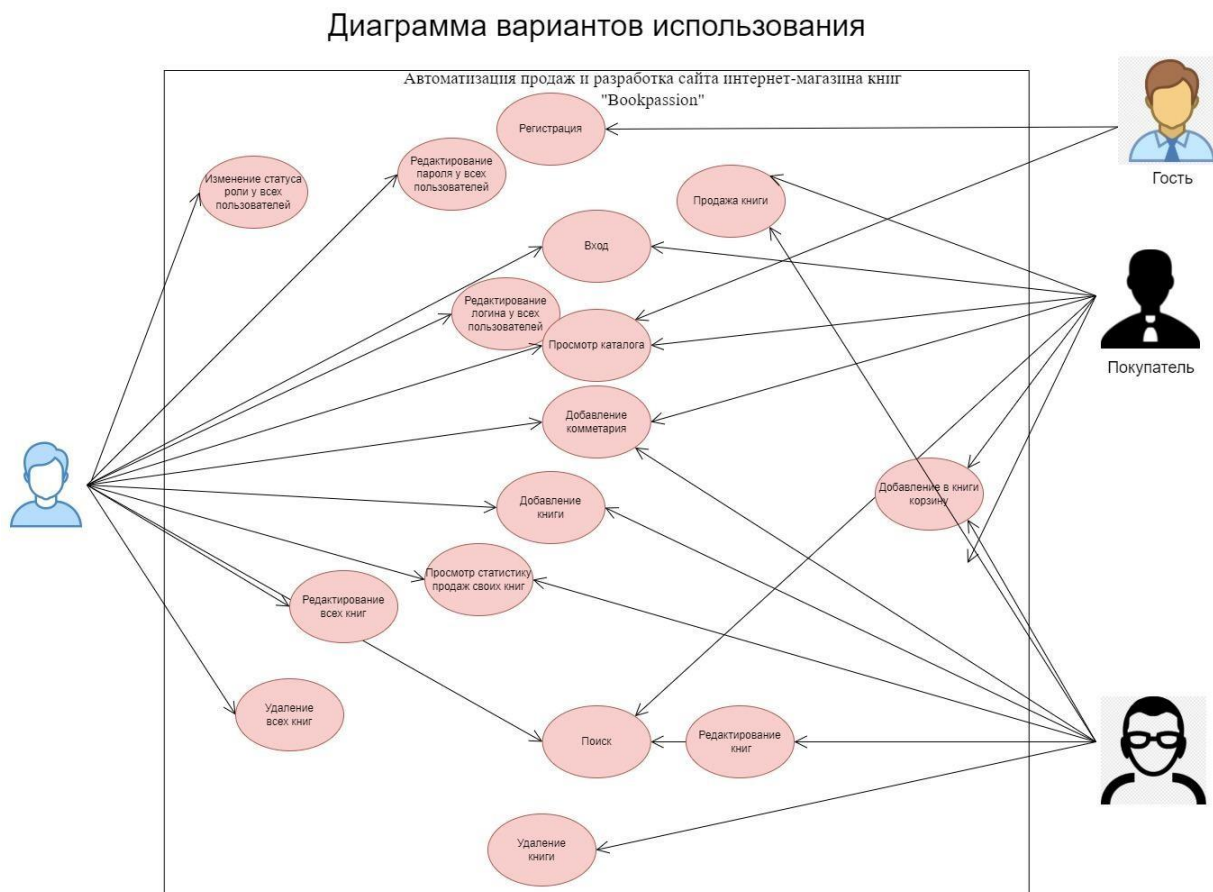 Диаграмма вариантов использования
Автоматизация продаж и разработка сайта интернет-магазина книг
"Bookpassion"
Регистрация
Гость
Редактирование
пароля у всех
пользователей
Изменение статуса
роли у всех
пользователей
Продажа книги
Вход
Редактирование
логина у всех
пользователей
Просмотр каталога
Покупатель
Добавление
комметария
Добавление в книги
корзину
Добавление
книги
Просмотр статистику
продаж своих книг
Редактирование
всех книг
Удаление
всех книг
Поиск
Редактирование
книг
Удаление
книги